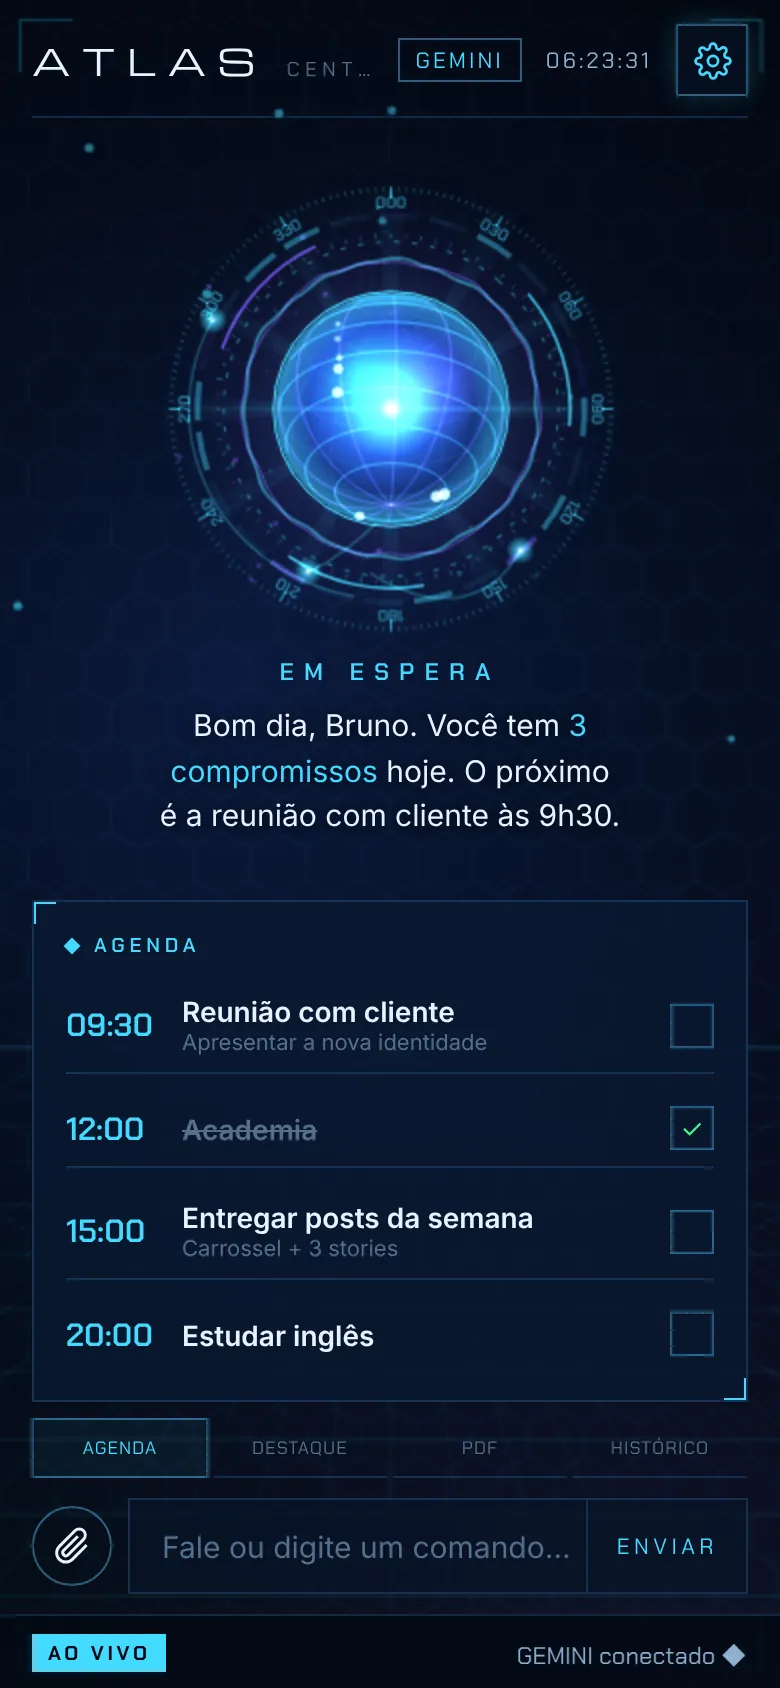 ATLAS
CENT...
GEMINI
06:23:31
000
030
060
090
120
150
180
210
240
270
300
330
EM ESPERA
Bom dia, Bruno. Você tem 3
compromissos hoje. O próximo
é a reunião com cliente às 9h30.
AGENDA
09:30
Reunião com cliente
Apresentar a nova identidade
12:00
Academia
15:00
Entregar posts da semana
Carrossel + 3 stories
20:00
Estudar inglês
AGENDA
DESTAQUE
PDF
HISTÓRICO
Fale ou digite um comando...
ENVIAR
AO VIVO
GEMINI conectado